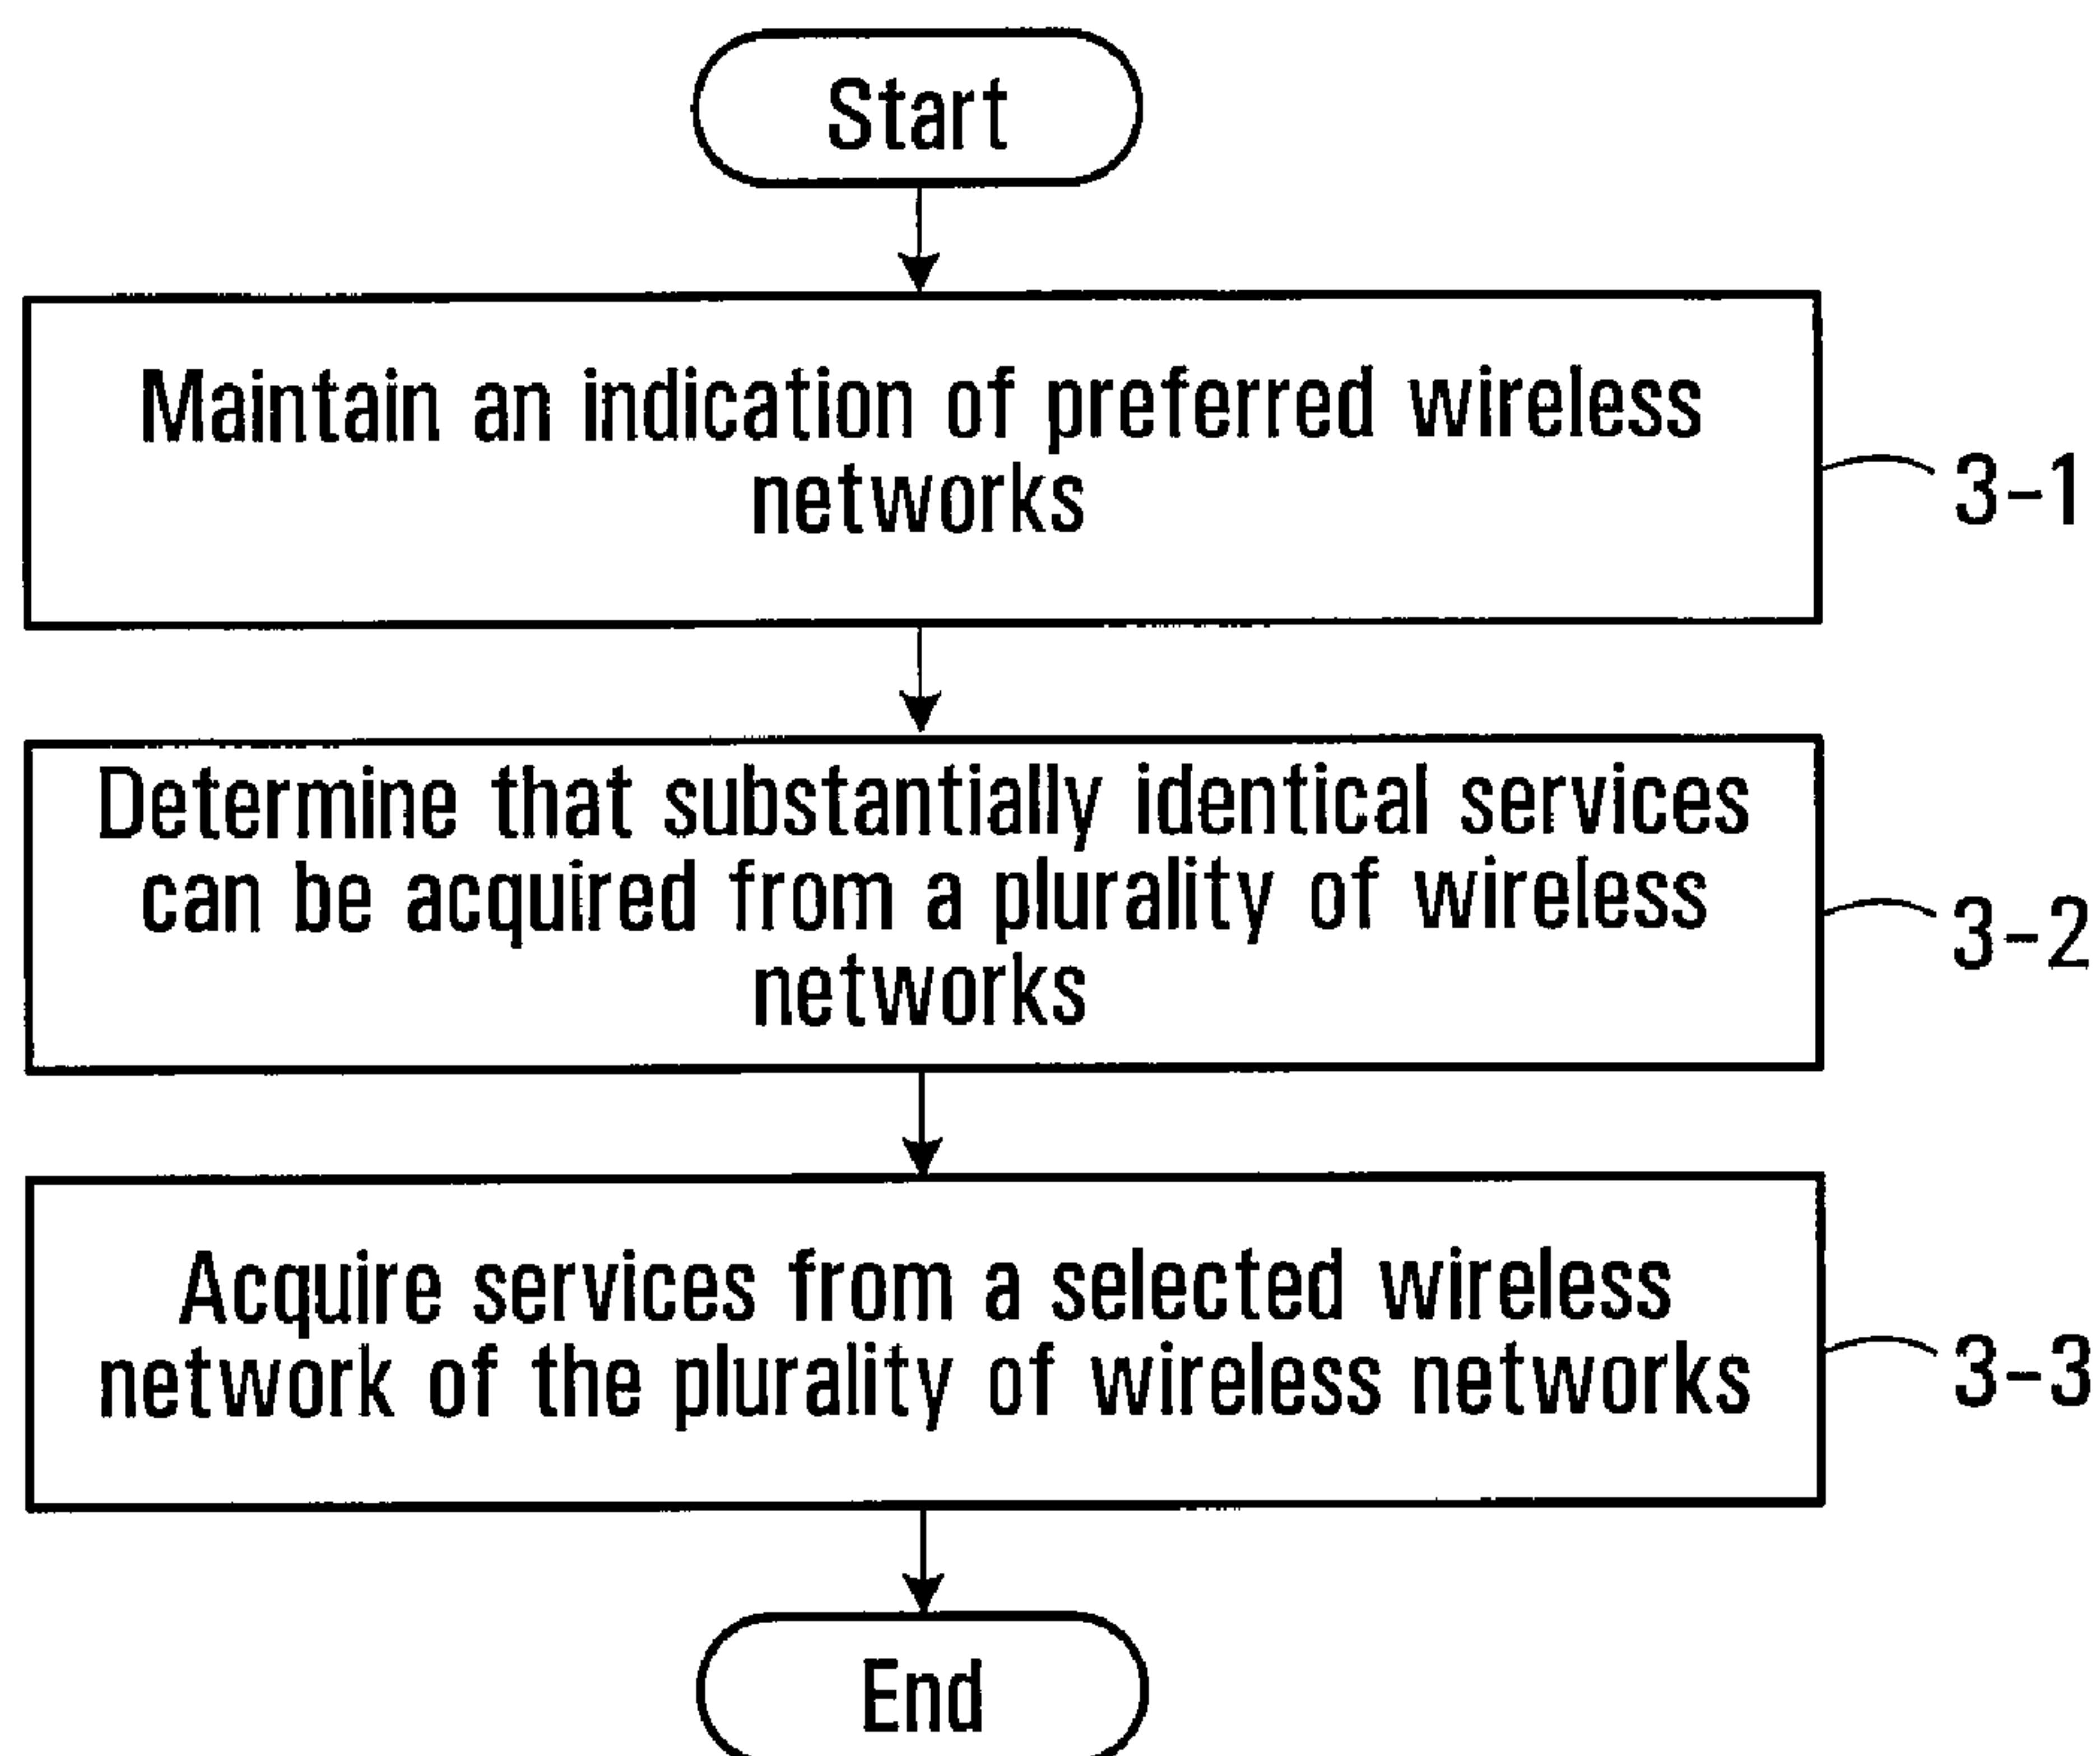 Start
Maintain an indication of preferred wireless
networks
3-1
Determine that substantially identical services
can be acquired from a plurality of wireless
networks
3-2
Acquire services from a selected wireless
network of the plurality of wireless networks
3-3
End